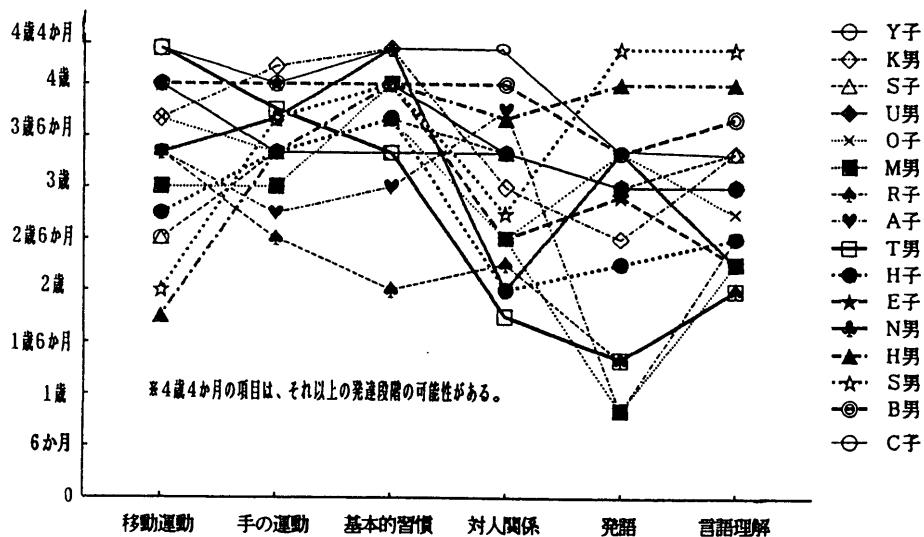 4歳4か月
4歳
3歳6か月
3歳
2歳6か月
2歳
1歳6か月
1歳
6か月
0
※4歳4か月の項目は、それ以上の発達段階の可能性がある。
移動運動
手の運動
基本的習慣
対人関係
発語
言語理解
Y子
K男
S子
U男
O子
M男
R子
A子
T男
H子
E子
N男
H男
S男
B男
C子